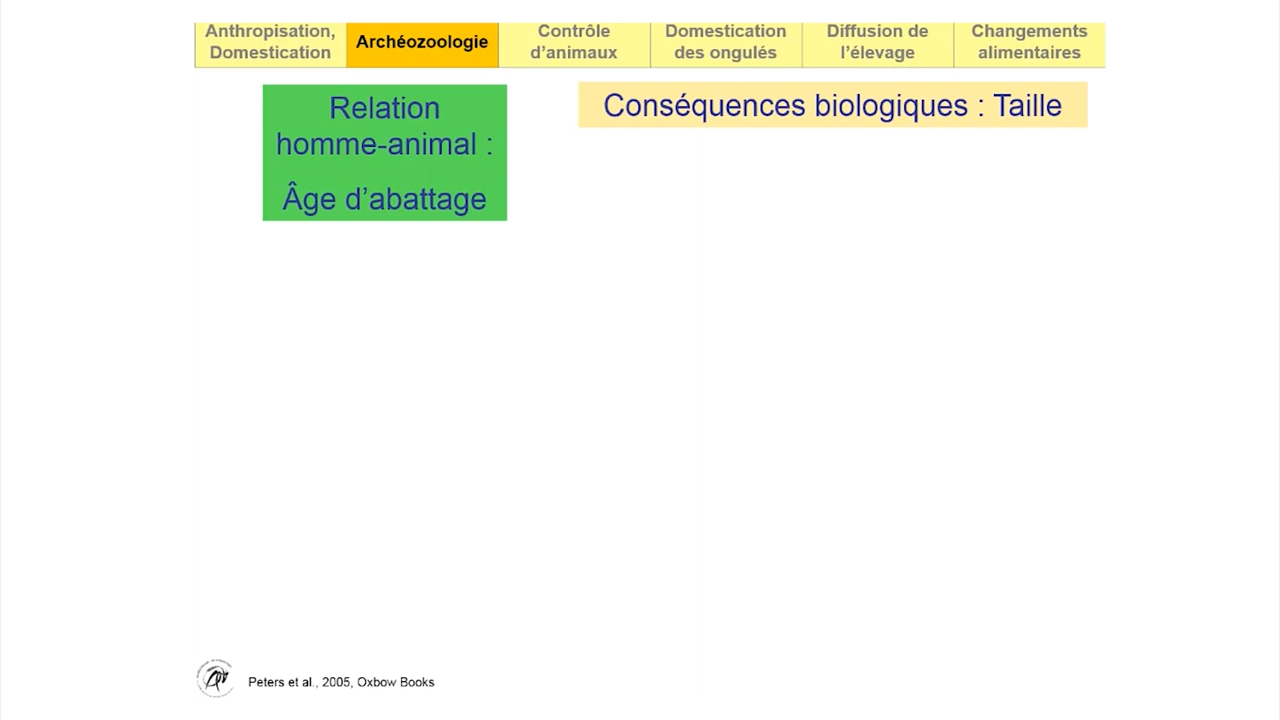 Anthropisation,
Domestication
Archéozoologie
Contrôle
d'animaux
Domestication
des ongulés
Diffusion de
l'élevage
Changements
alimentaires
Relation
homme-animal :
Âge d'abattage
Conséquences biologiques : Taille
Peters et al., 2005, Oxbow Books